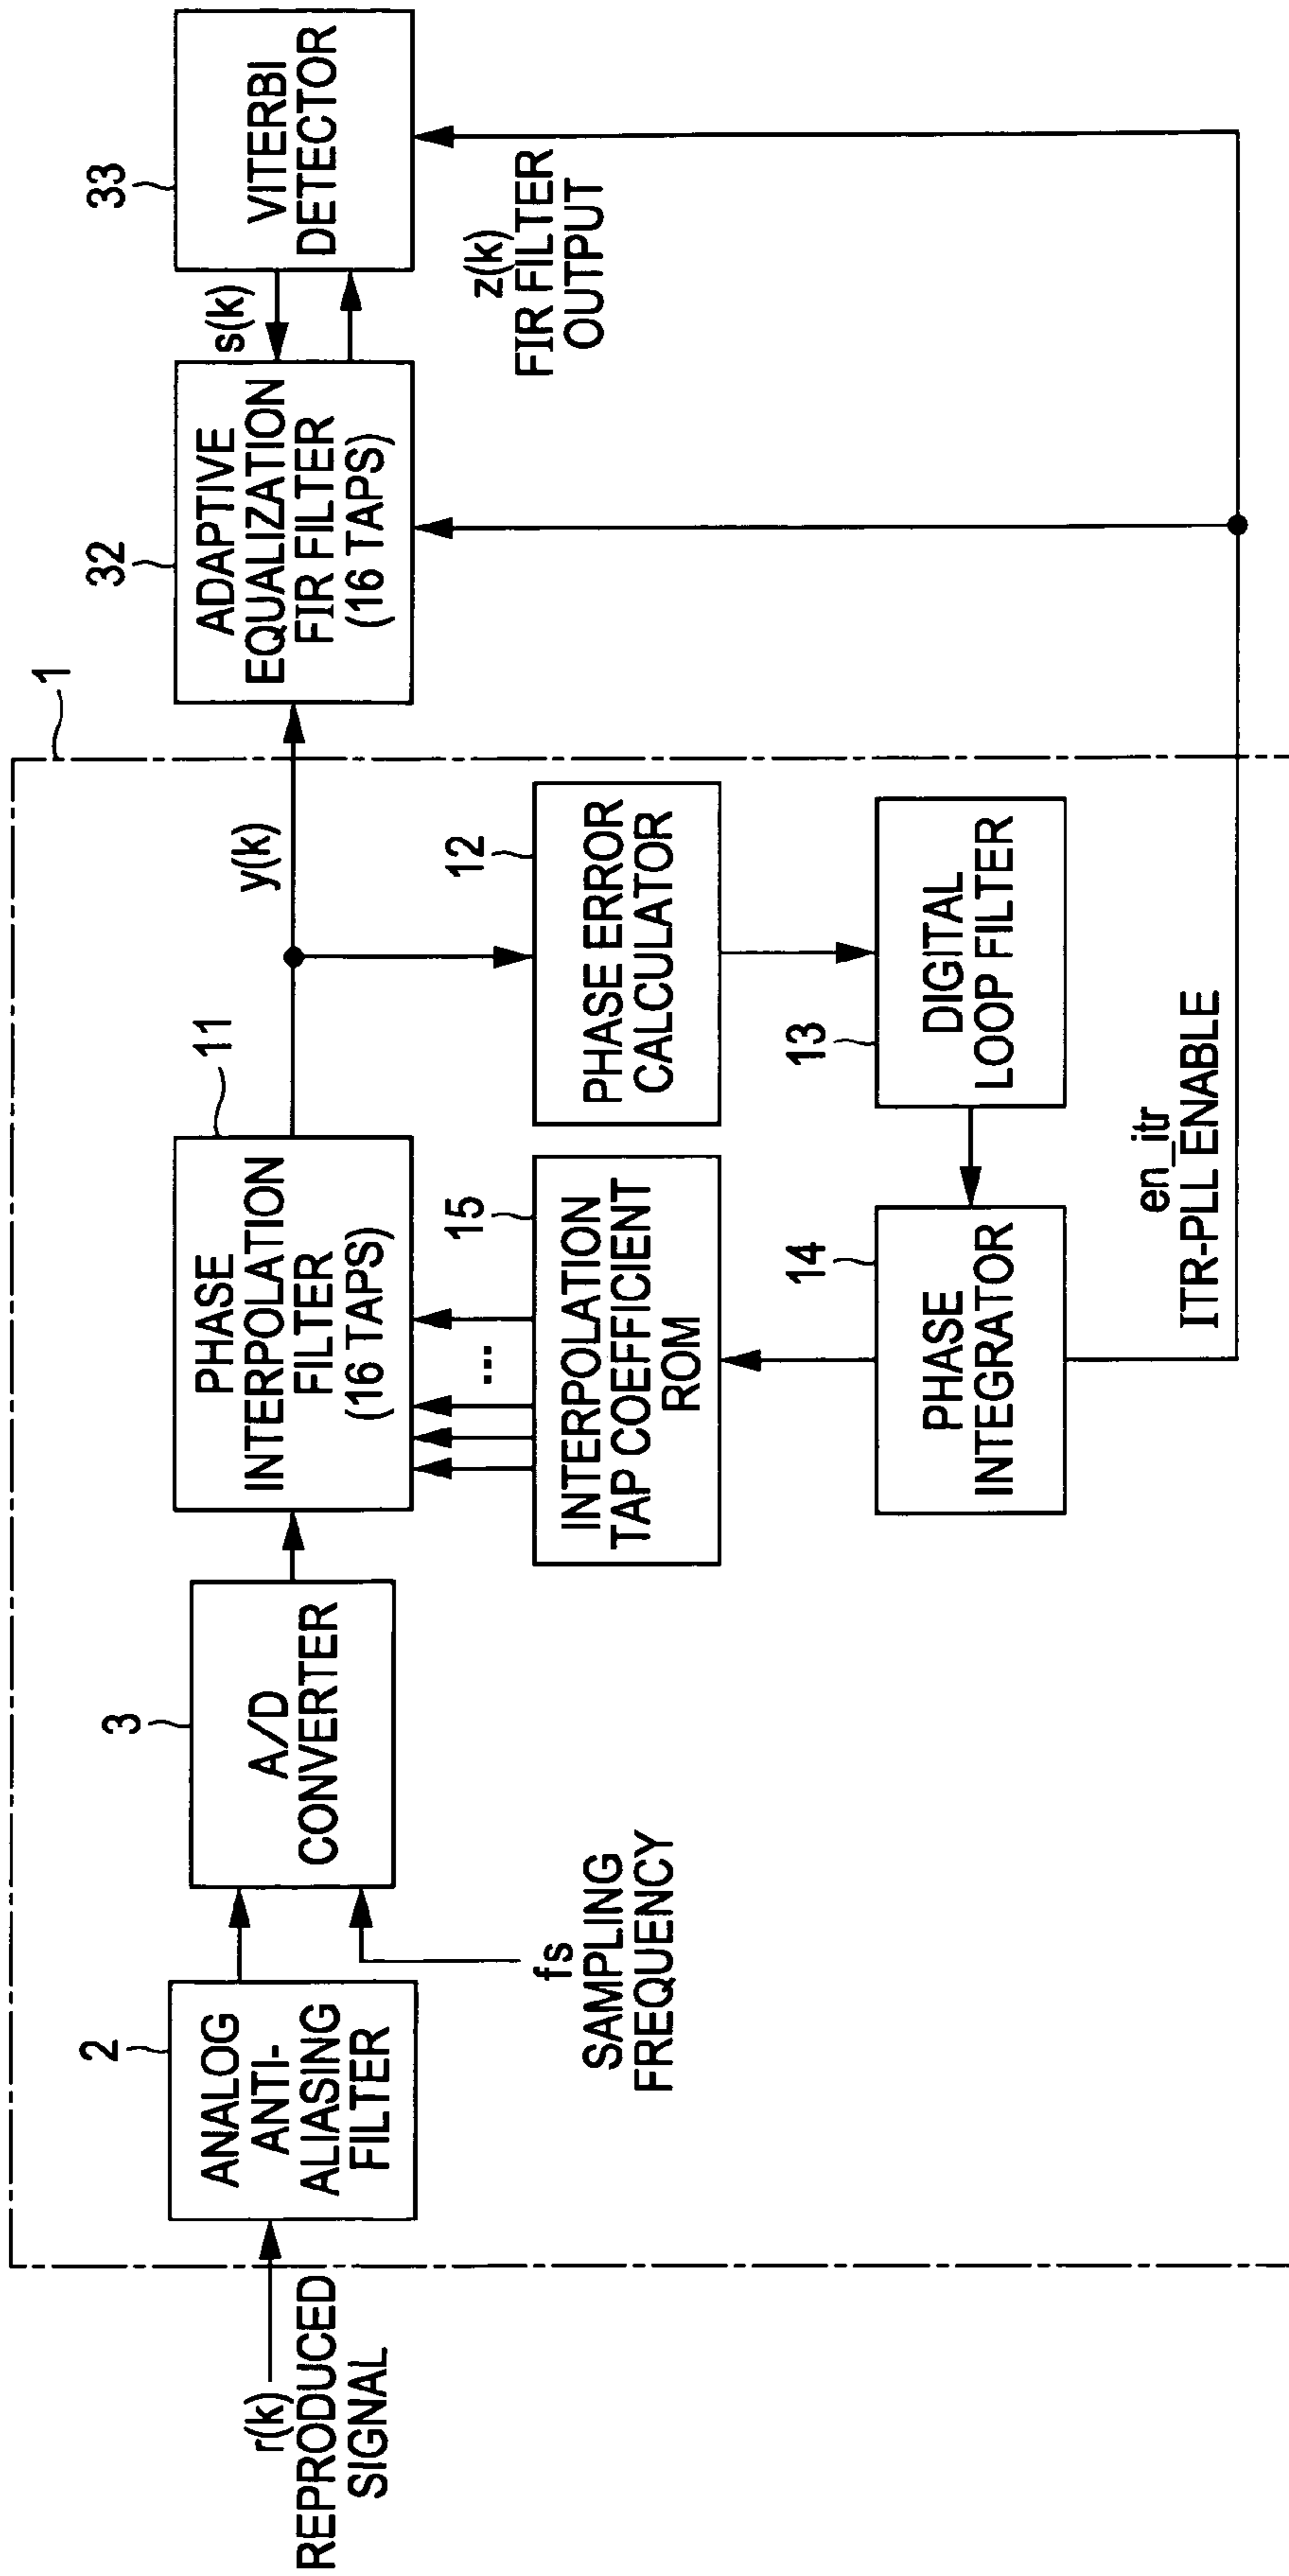 1
r(k)
REPRODUCED
SIGNAL
2
ANALOG
ANTI-
ALIASING
FILTER
fs
SAMPLING
FREQUENCY
3
A/D
CONVERTER
11
PHASE
INTERPOLATION
FILTER
(16 TAPS)
y(k)
15
INTERPOLATION
TAP COEFFICIENT
ROM
...
12
PHASE ERROR
CALCULATOR
13
DIGITAL
LOOP FILTER
14
PHASE
INTEGRATOR
en_itr
ITR-PLL ENABLE
32
ADAPTIVE
EQUALIZATION
FIR FILTER
(16 TAPS)
s(k)
z(k)
FIR FILTER
OUTPUT
33
VITERBI
DETECTOR